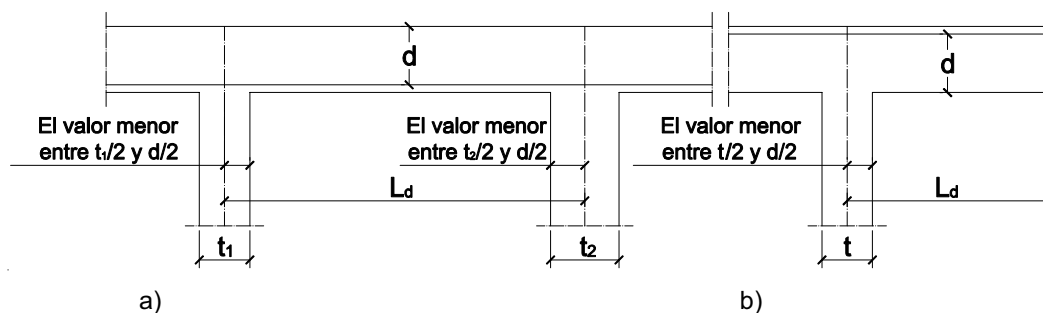 d
d
El valor menor
entre t₁/2 y d/2
El valor menor
entre t₂/2 y d/2
El valor menor
entre t/2 y d/2
Ld
Ld
t₁
t₂
t
a)
b)